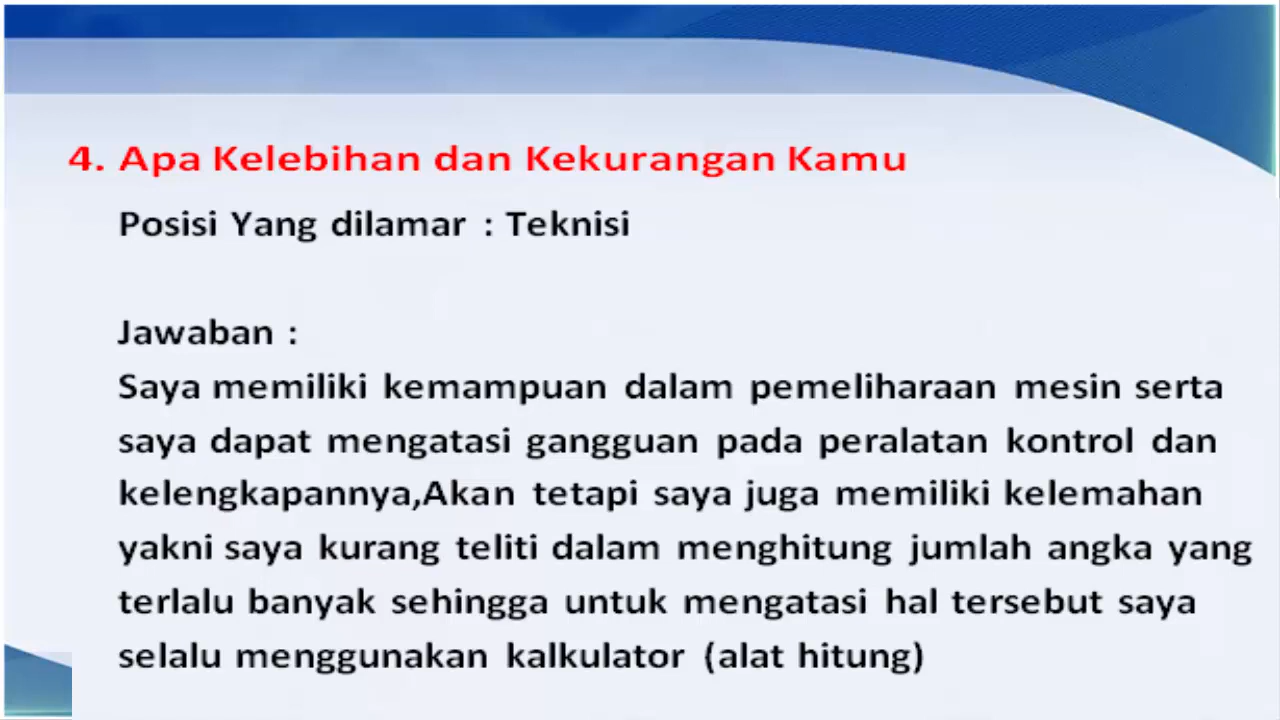 4. Apa Kelebihan dan Kekurangan Kamu
Posisi Yang dilamar : Teknisi
Jawaban :
Saya memiliki kemampuan dalam pemeliharaan mesin serta
saya dapat mengatasi gangguan pada peralatan kontrol dan
kelengkapannya,Akan tetapi saya juga memiliki kelemahan
yakni saya kurang teliti dalam menghitung jumlah angka yang
terlalu banyak sehingga untuk mengatasi hal tersebut saya
selalu menggunakan kalkulator (alat hitung)